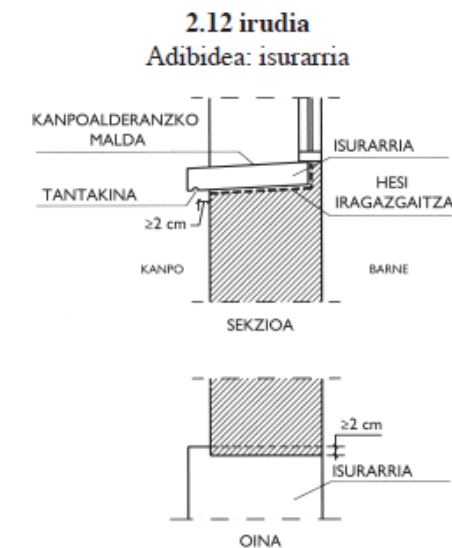 2.12 irudia
Adibidea: isurarria
KANPOALDERANZKO
MALDA
ISURARRIA
TANTAKINA
HESI
IRAGAZGAITZA
≥2 cm
KANPO
BARNE
SEKZIOA
≥2 cm
ISURARRIA
OINA